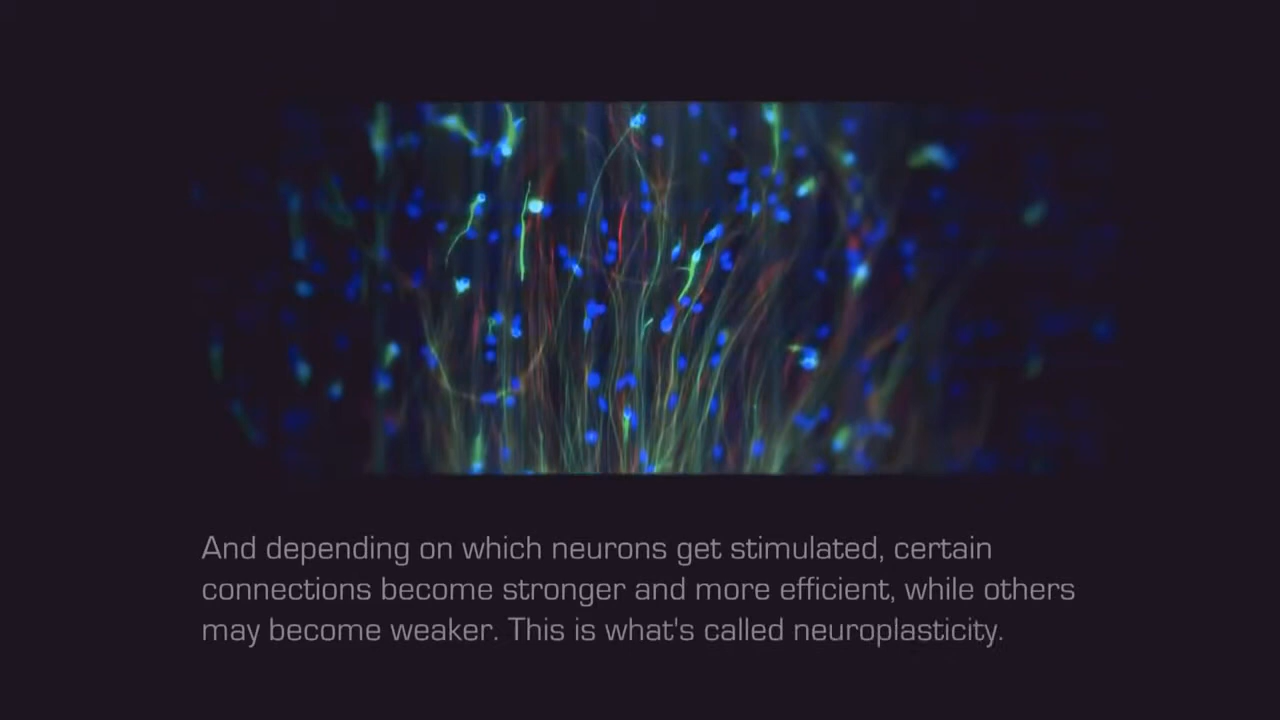 And depending on which neurons get stimulated, certain
connections become stronger and more efficient, while others
may become weaker. This is what's called neuroplasticity.